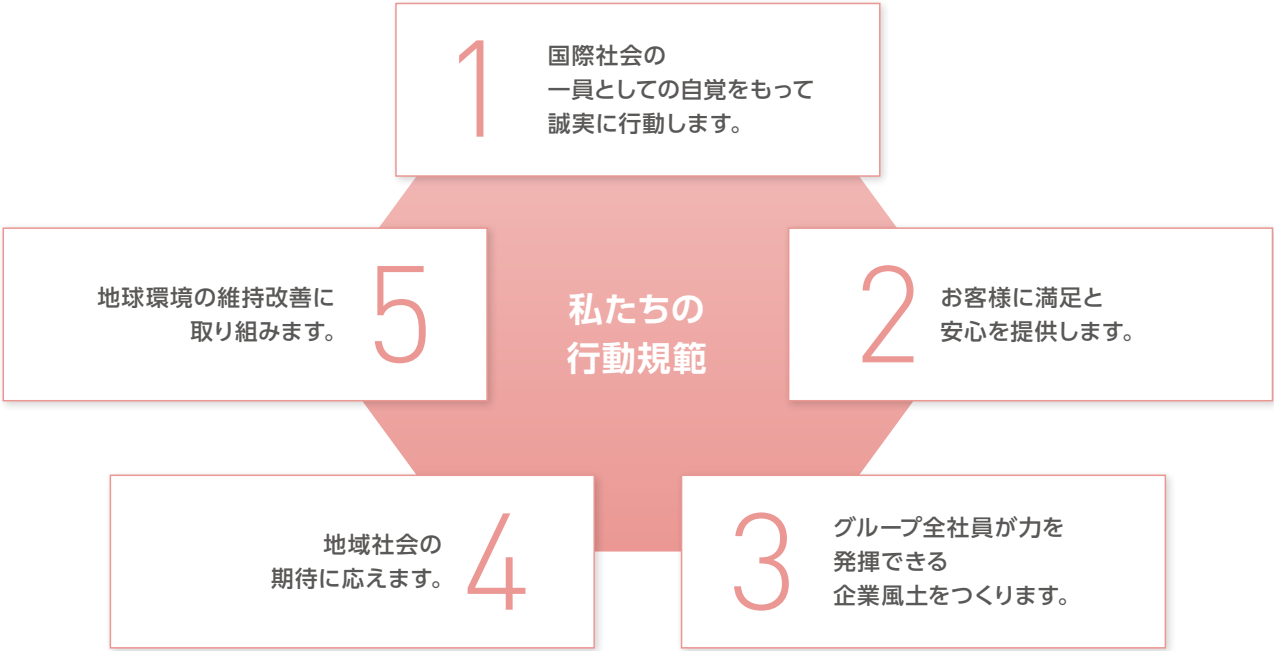 1
国際社会の
一員としての自覚をもって
誠実に行動します。
私たちの
行動規範
2
お客様に満足と
安心を提供します。
3
グループ全社員が力を
発揮できる
企業風土をつくります。
4
地域社会の
期待に応えます。
5
地球環境の維持改善に
取り組みます。